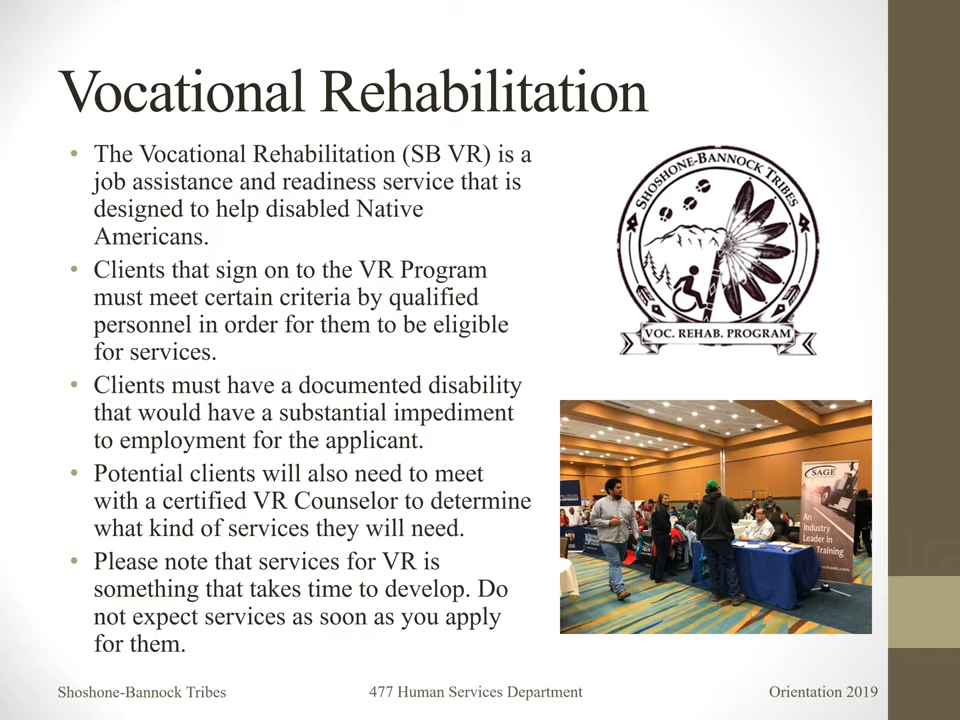 Vocational Rehabilitation
• The Vocational Rehabilitation (SB VR) is a
job assistance and readiness service that is
designed to help disabled Native
Americans.
• Clients that sign on to the VR Program
must meet certain criteria by qualified
personnel in order for them to be eligible
for services.
• Clients must have a documented disability
that would have a substantial impediment
to employment for the applicant.
• Potential clients will also need to meet
with a certified VR Counselor to determine
what kind of services they will need.
• Please note that services for VR is
something that takes time to develop. Do
not expect services as soon as you apply
for them.
SHOSHONE-BANNOCK TRIBES
VOC. REHAB. PROGRAM
SAGE
An
Industry
Leader in
Training
Shoshone-Bannock Tribes
477 Human Services Department
Orientation 2019